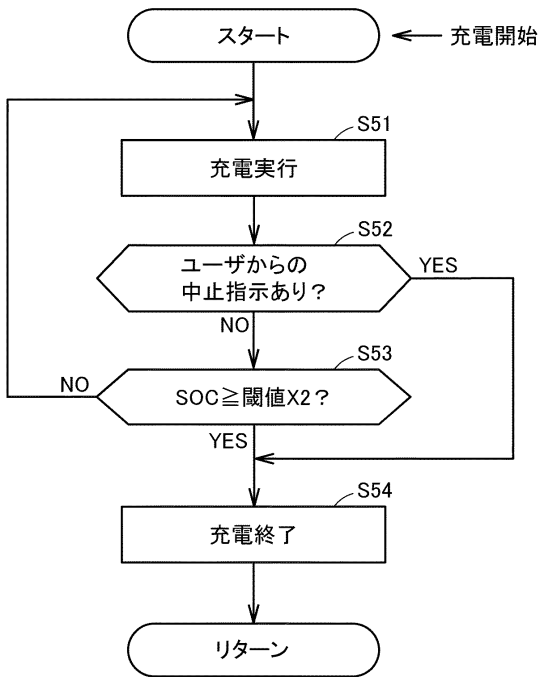 スタート
充電開始
S51
充電実行
S52
ユーザからの
中止指示あり？
YES
NO
S53
SOC≧閾値X2？
NO
YES
S54
充電終了
リターン